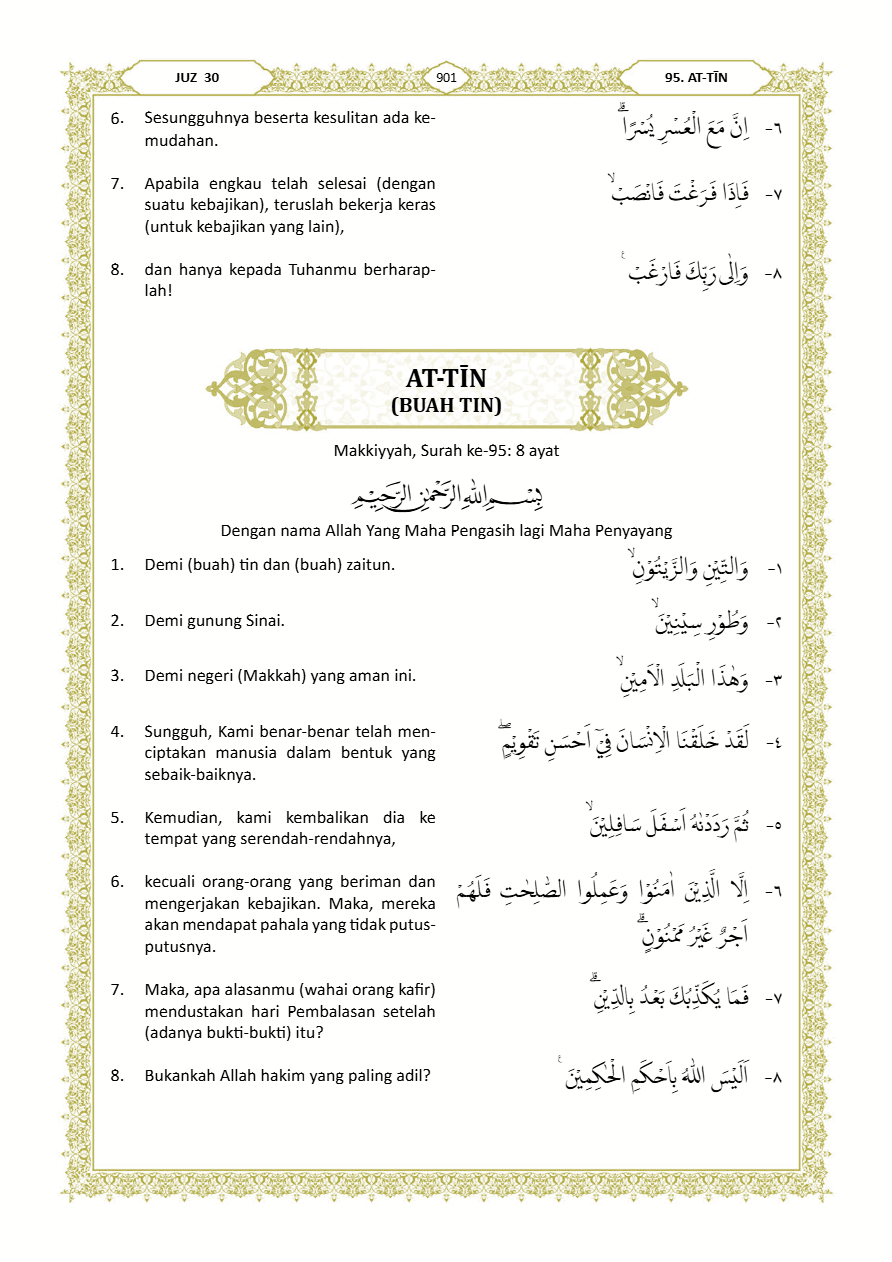 JUZ 30
901
95. AT-TĪN
6. Sesungguhnya beserta kesulitan ada ke-
mudahan.
٦- اِنَّ مَعَ الْعُسْرِ يُسْرًاۗ
7. Apabila engkau telah selesai (dengan
suatu kebajikan), teruslah bekerja keras
(untuk kebajikan yang lain),
٧- فَاِذَا فَرَغْتَ فَانْصَبْۙ
8. dan hanya kepada Tuhanmu berharap-
lah!
٨- وَاِلٰى رَبِّكَ فَارْغَبْ ࣖ
AT-TĪN
(BUAH TIN)
Makkiyyah, Surah ke-95: 8 ayat
بِسْمِ اللّٰهِ الرَّحْمٰنِ الرَّحِيْمِ
Dengan nama Allah Yang Maha Pengasih lagi Maha Penyayang
1. Demi (buah) tin dan (buah) zaitun.
١- وَالتِّيْنِ وَالزَّيْتُوْنِۙ
2. Demi gunung Sinai.
٢- وَطُوْرِ سِيْنِيْنَۙ
3. Demi negeri (Makkah) yang aman ini.
٣- وَهٰذَا الْبَلَدِ الْاَمِيْنِۙ
4. Sungguh, Kami benar-benar telah men-
ciptakan manusia dalam bentuk yang
sebaik-baiknya.
٤- لَقَدْ خَلَقْنَا الْاِنْسَانَ فِيْٓ اَحْسَنِ تَقْوِيْمٍۖ
5. Kemudian, kami kembalikan dia ke
tempat yang serendah-rendahnya,
٥- ثُمَّ رَدَدْنٰهُ اَسْفَلَ سَافِلِيْنَۙ
6. kecuali orang-orang yang beriman dan
mengerjakan kebajikan. Maka, mereka
akan mendapat pahala yang tidak putus-
putusnya.
٦- اِلَّا الَّذِيْنَ اٰمَنُوْا وَعَمِلُوا الصّٰلِحٰتِ فَلَهُمْ
اَجْرٌ غَيْرُ مَمْنُوْنٍۗ
7. Maka, apa alasanmu (wahai orang kafir)
mendustakan hari Pembalasan setelah
(adanya bukti-bukti) itu?
٧- فَمَا يُكَذِّبُكَ بَعْدُ بِالدِّيْنِۗ
8. Bukankah Allah hakim yang paling adil?
٨- اَلَيْسَ اللّٰهُ بِاَحْكَمِ الْحٰكِمِيْنَ ࣖ